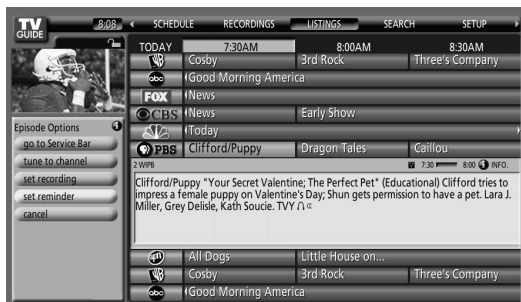 TV GUIDE
8:08
SCHEDULE RECORDINGS LISTINGS SEARCH SETUP
TODAY 7:30AM 8:00AM 8:30AM
WB Cosby 3rd Rock Three's Company
abc Good Morning America
FOX News
CBS News Early Show
Today
PBS Clifford/Puppy Dragon Tales Caillou
2 WIPB 7:30 8:00 INFO.
Clifford/Puppy "Your Secret Valentine; The Perfect Pet" (Educational) Clifford tries to
impress a female puppy on Valentine's Day; Shun gets permission to have a pet. Lara J.
Miller, Grey Delisle, Kath Soucie. TVY
Episode Options
go to Service Bar
tune to channel
set recording
set reminder
cancel
All Dogs Little House on...
WB Cosby 3rd Rock Three's Company
abc Good Morning America